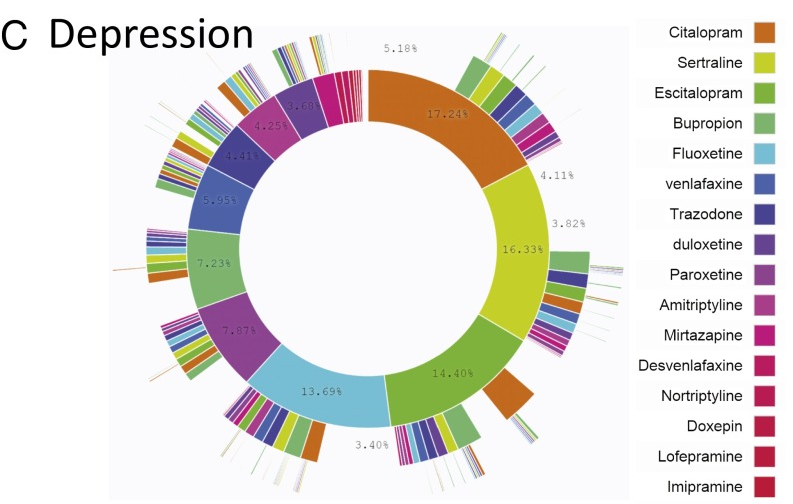 C Depression
5.18%
17.24%
4.11%
3.82%
16.33%
14.40%
3.40%
13.69%
7.87%
7.23%
5.95%
4.41%
4.25%
3.68%
Citalopram
Sertraline
Escitalopram
Bupropion
Fluoxetine
venlafaxine
Trazodone
duloxetine
Paroxetine
Amitriptyline
Mirtazapine
Desvenlafaxine
Nortriptyline
Doxepin
Lofepramine
Imipramine